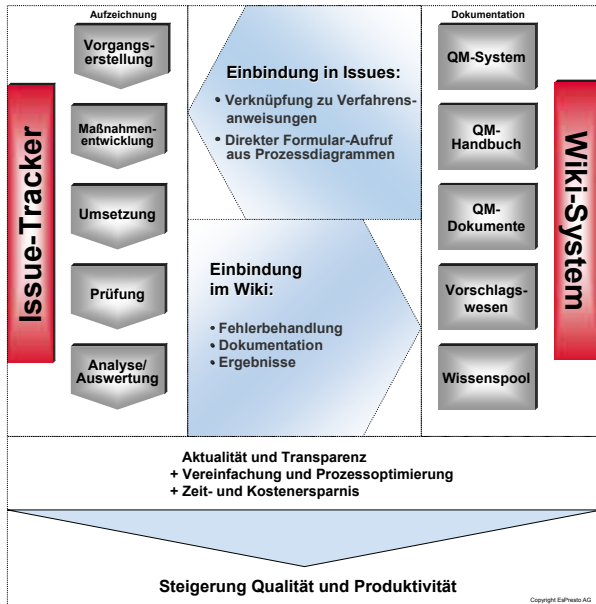 Aufzeichnung
Issue-Tracker
Vorgangs-
erstellung
Maßnahmen-
entwicklung
Umsetzung
Prüfung
Analyse/
Auswertung
Einbindung in Issues:
• Verknüpfung zu Verfahrens-
anweisungen
• Direkter Formular-Aufruf
aus Prozessdiagrammen
Einbindung
im Wiki:
• Fehlerbehandlung
• Dokumentation
• Ergebnisse
Dokumentation
QM-System
QM-
Handbuch
QM-
Dokumente
Vorschlags-
wesen
Wissenspool
Wiki-System
Aktualität und Transparenz
+ Vereinfachung und Prozessoptimierung
+ Zeit- und Kostenersparnis
Steigerung Qualität und Produktivität
Copyright EsPresto AG